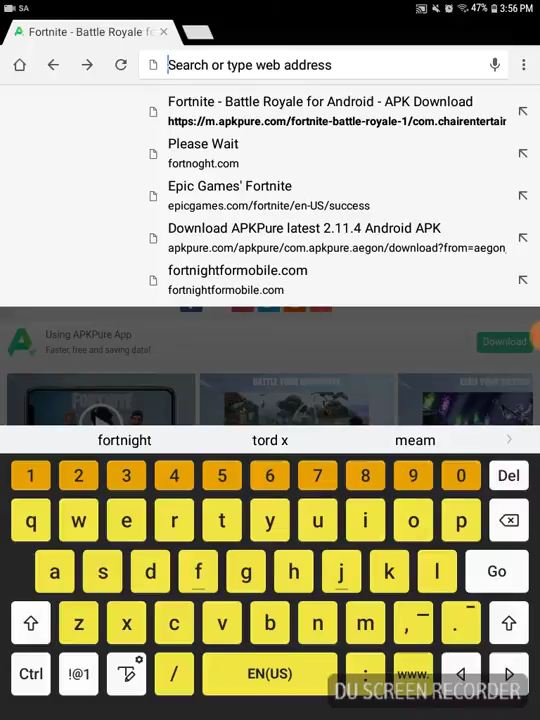 SA
47% 3:56 PM
Fortnite - Battle Royale fo
Search or type web address
Fortnite - Battle Royale for Android - APK Download
https://m.apkpure.com/fortnite-battle-royale-1/com.chairentertain
Please Wait
fortnoght.com
Epic Games' Fortnite
epicgames.com/fortnite/en-US/success
Download APKPure latest 2.11.4 Android APK
apkpure.com/apkpure/com.apkpure.aegon/download?from=aegon
fortnightformobile.com
fortnightformobile.com
Using APKPure App
Faster, free and saving data!
Download
FORTNITE
fortnight tord x meam
1 2 3 4 5 6 7 8 9 0 Del
q w e r t y u i o p
a s d f g h j k l Go
z x c v b n m , .
Ctrl !@1 / EN(US) : www.
DU SCREEN RECORDER